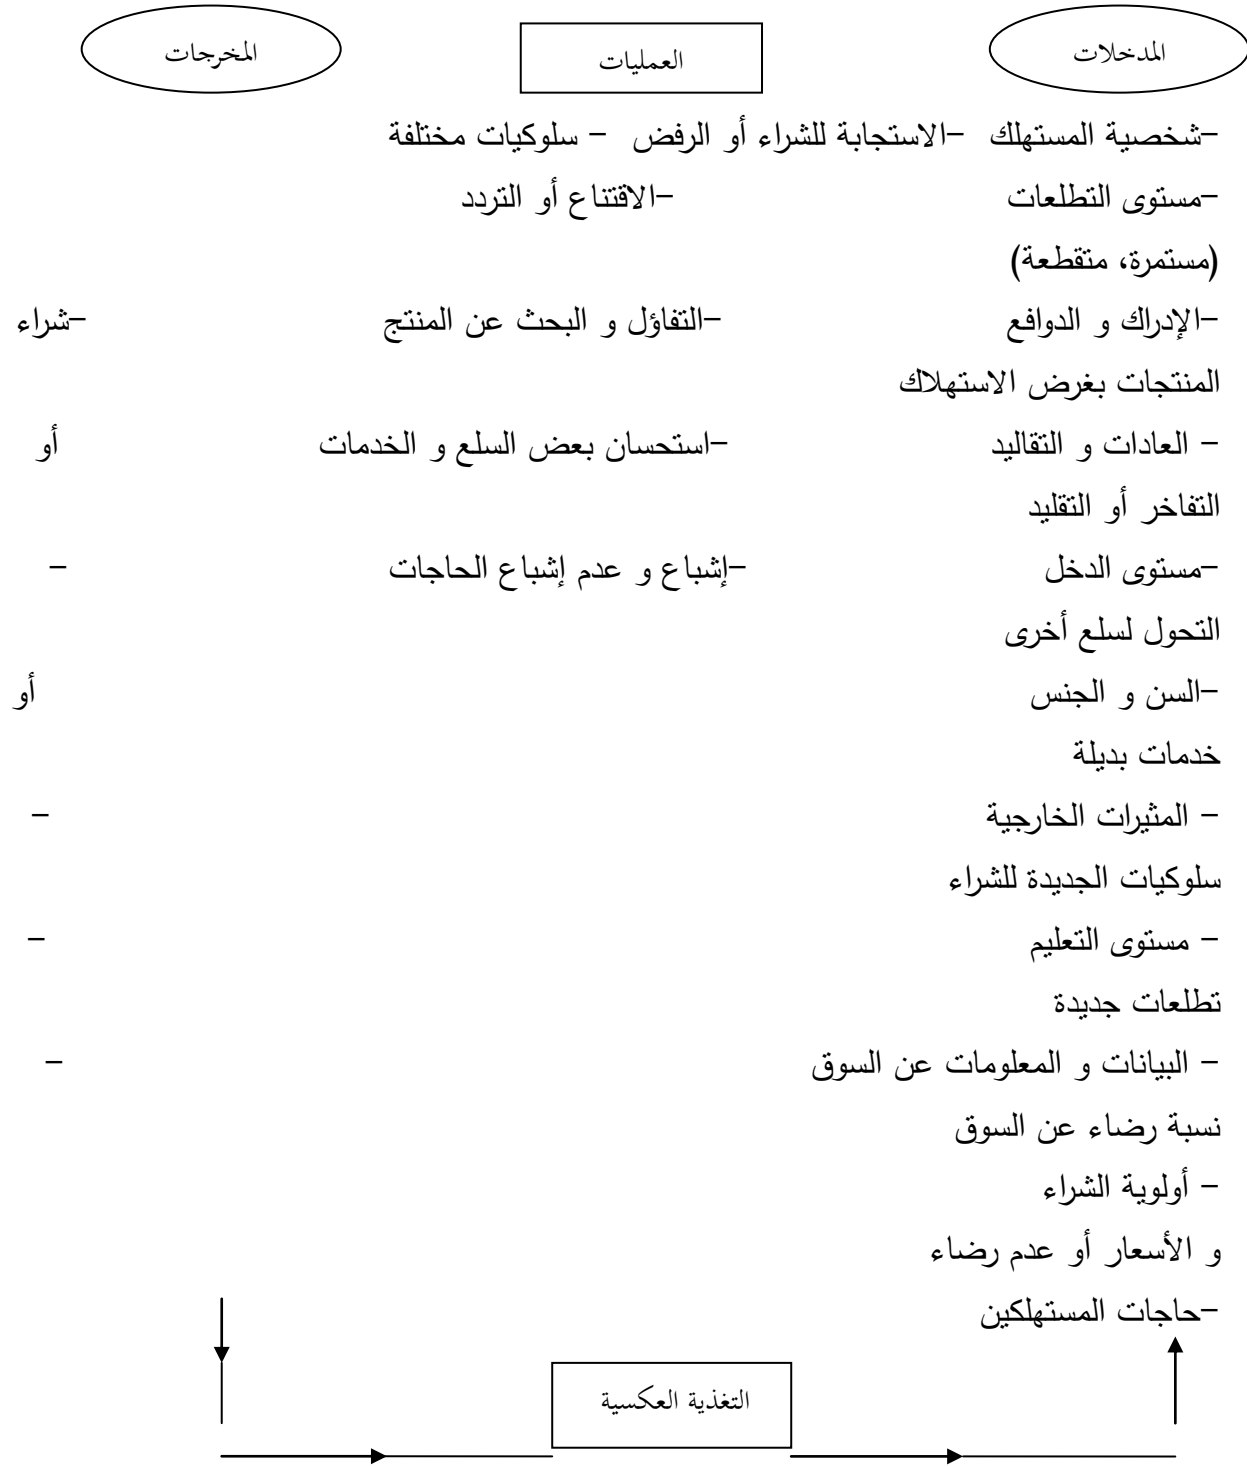 المدخلات العمليات المخرجات
-شخصية المستهلك -الاستجابة للشراء أو الرفض - سلوكيات مختلفة
-مستوى التطلعات -الاقتناع أو التردد
(مستمرة، متقطعة)
-الإدراك و الدوافع -التفاؤل و البحث عن المنتج -شراء
المنتجات بغرض الاستهلاك
- العادات و التقاليد -استحسان بعض السلع و الخدمات أو
التفاخر أو التقليد
-مستوى الدخل -إشباع و عدم إشباع الحاجات -
التحول لسلع أخرى
-السن و الجنس أو
خدمات بديلة
- المثيرات الخارجية -
سلوكيات الجديدة للشراء
- مستوى التعليم -
تطلعات جديدة
- البيانات و المعلومات عن السوق -
نسبة رضاء عن السوق
- أولوية الشراء
و الأسعار أو عدم رضاء
-حاجات المستهلكين
التغذية العكسية